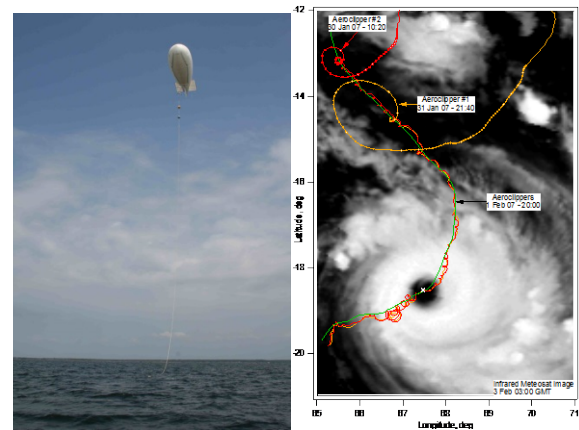 -12
-14
-16
-18
-20
Latitude, deg
Aeroclipper #2
30 Jan 07 - 10:20
Aeroclipper #1
31 Jan 07 - 21:40
Aeroclippers
1 Feb 07 - 20:00
Infrared Meteosat Image
3 Feb 03:00 GMT
65 66 67 68 69 70 71
Longitude, deg